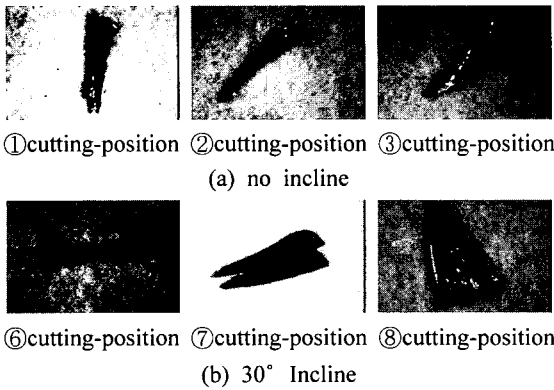 ①cutting-position ②cutting-position ③cutting-position
(a) no incline
⑥cutting-position ⑦cutting-position ⑧cutting-position
(b) 30° Incline